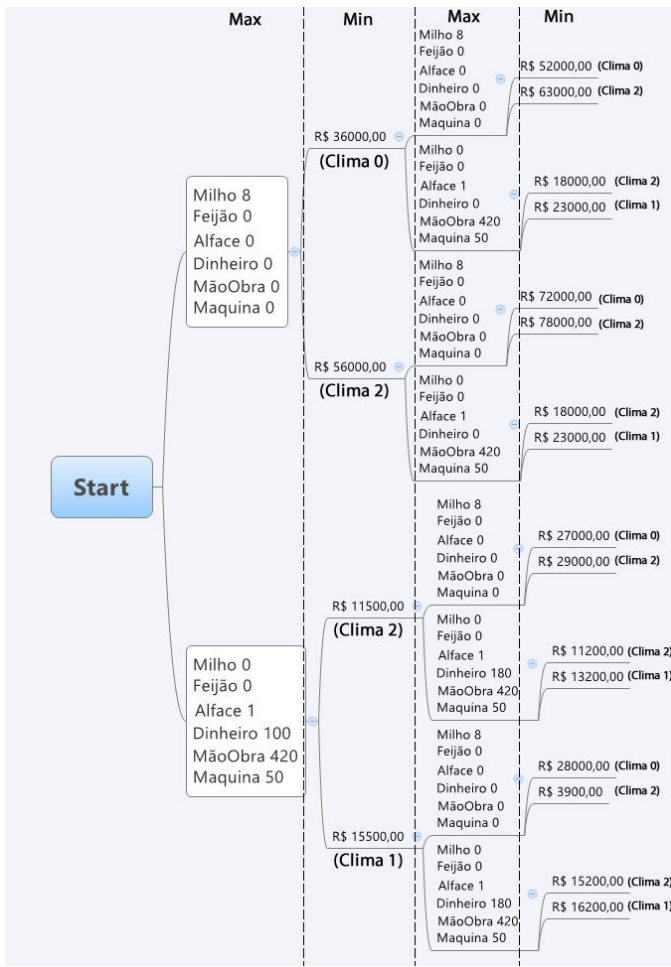 Max Min Max Min
Start
Milho 8
Feijão 0
Alface 0
Dinheiro 0
MãoObra 0
Maquina 0
R$ 36000,00
(Clima 0)
Milho 8
Feijão 0
Alface 0
Dinheiro 0
MãoObra 0
Maquina 0
R$ 52000,00 (Clima 0)
R$ 63000,00 (Clima 2)
Milho 0
Feijão 0
Alface 1
Dinheiro 0
MãoObra 420
Maquina 50
R$ 18000,00 (Clima 2)
R$ 23000,00 (Clima 1)
R$ 56000,00
(Clima 2)
Milho 8
Feijão 0
Alface 0
Dinheiro 0
MãoObra 0
Maquina 0
R$ 72000,00 (Clima 0)
R$ 78000,00 (Clima 2)
Milho 0
Feijão 0
Alface 1
Dinheiro 0
MãoObra 420
Maquina 50
R$ 18000,00 (Clima 2)
R$ 23000,00 (Clima 1)
Milho 0
Feijão 0
Alface 1
Dinheiro 100
MãoObra 420
Maquina 50
R$ 11500,00
(Clima 2)
Milho 8
Feijão 0
Alface 0
Dinheiro 0
MãoObra 0
Maquina 0
R$ 27000,00 (Clima 0)
R$ 29000,00 (Clima 2)
Milho 0
Feijão 0
Alface 1
Dinheiro 180
MãoObra 420
Maquina 50
R$ 11200,00 (Clima 2)
R$ 13200,00 (Clima 1)
R$ 15500,00
(Clima 1)
Milho 8
Feijão 0
Alface 0
Dinheiro 0
MãoObra 0
Maquina 0
R$ 28000,00 (Clima 0)
R$ 3900,00 (Clima 2)
Milho 0
Feijão 0
Alface 1
Dinheiro 180
MãoObra 420
Maquina 50
R$ 15200,00 (Clima 2)
R$ 16200,00 (Clima 1)